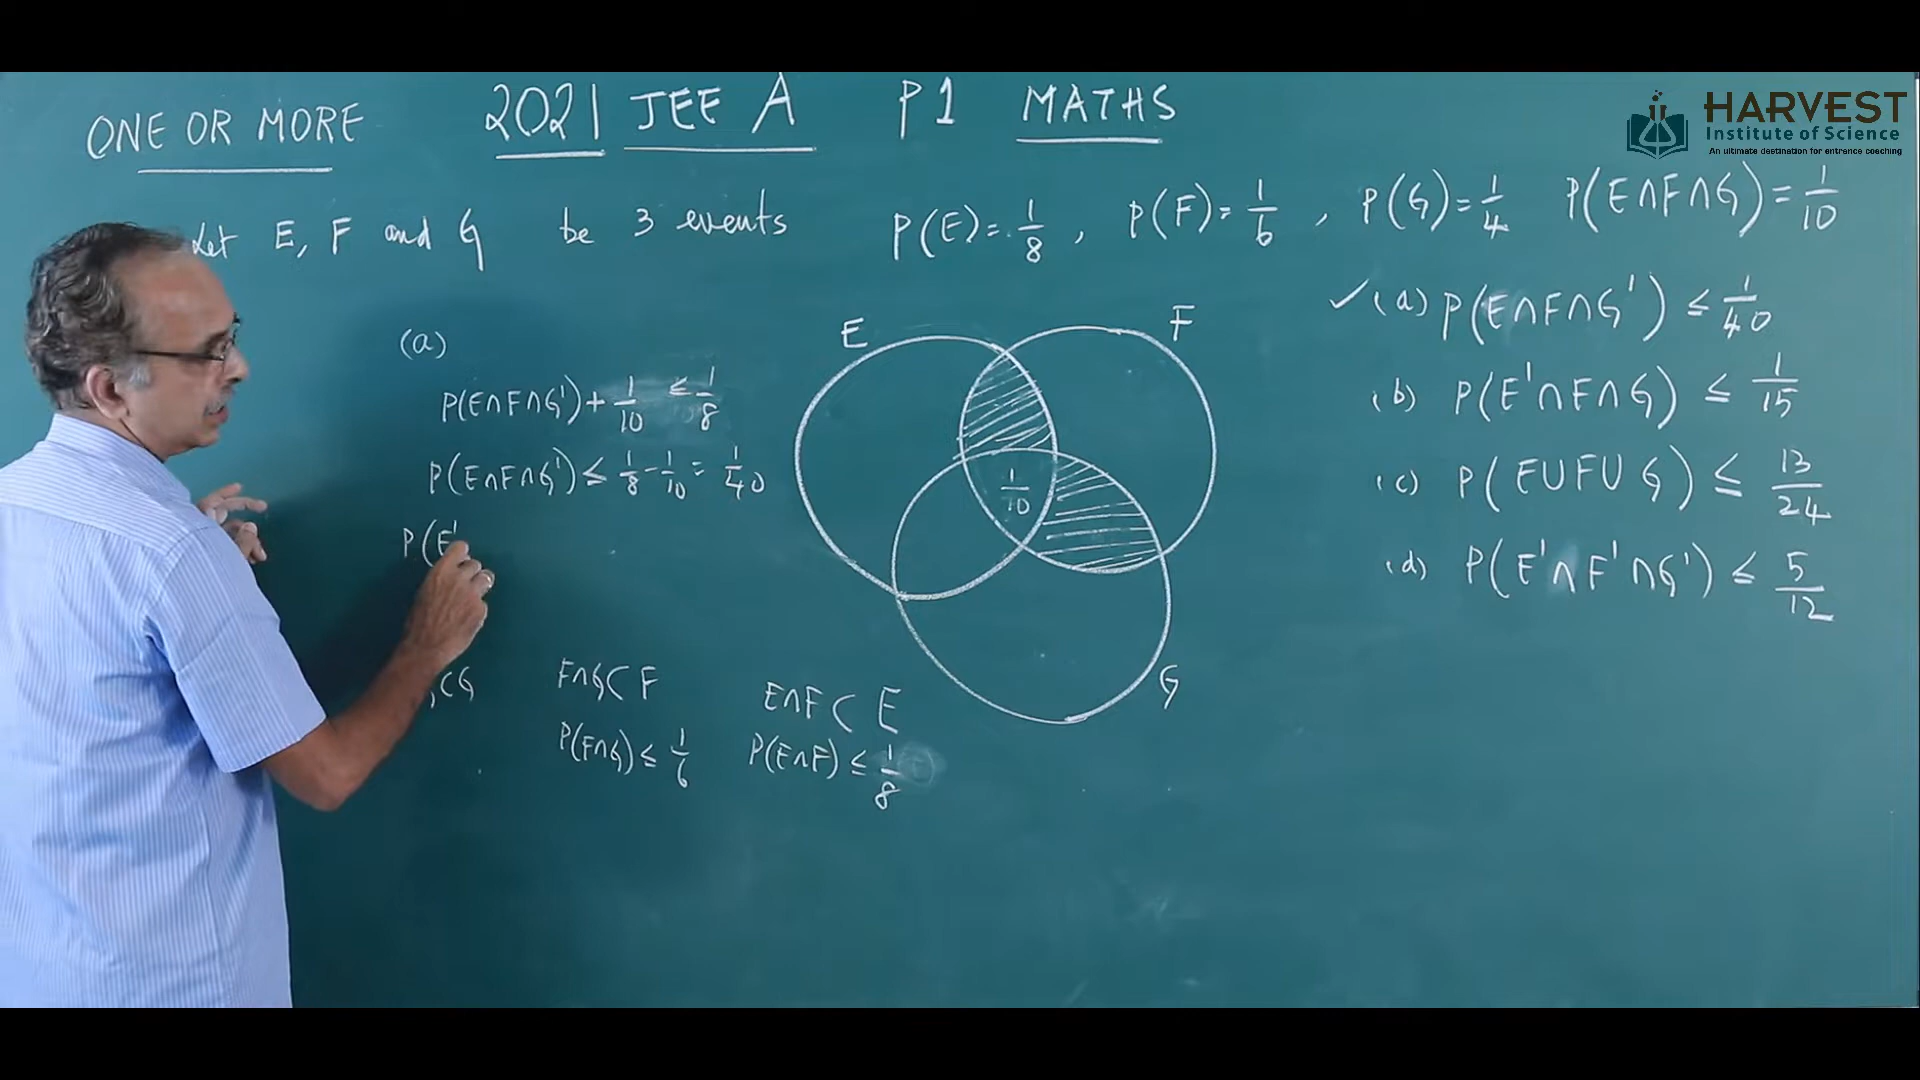 ONE OR MORE 2021 JEE A P1 MATHS
HARVEST
Institute of Science
An ultimate destination for entrance coaching
Let E, F and G be 3 events P(E)=1/8, P(F)=1/6, P(G)=1/4 P(E∩F∩G)=1/10
✓(a) P(E∩F∩G') ≤ 1/40
(b) P(E'∩F∩G) ≤ 1/15
(c) P(E∪F∪G) ≤ 13/24
(d) P(E'∩F'∩G') ≤ 5/12
(a)
P(E∩F∩G')+1/10 ≤ 1/8
P(E∩F∩G') ≤ 1/8-1/10 = 1/40
P(E'
E
F
1/10
G
⊂G F∩G⊂F E∩F⊂E
P(F∩G) ≤ 1/6 P(E∩F) ≤ 1/8